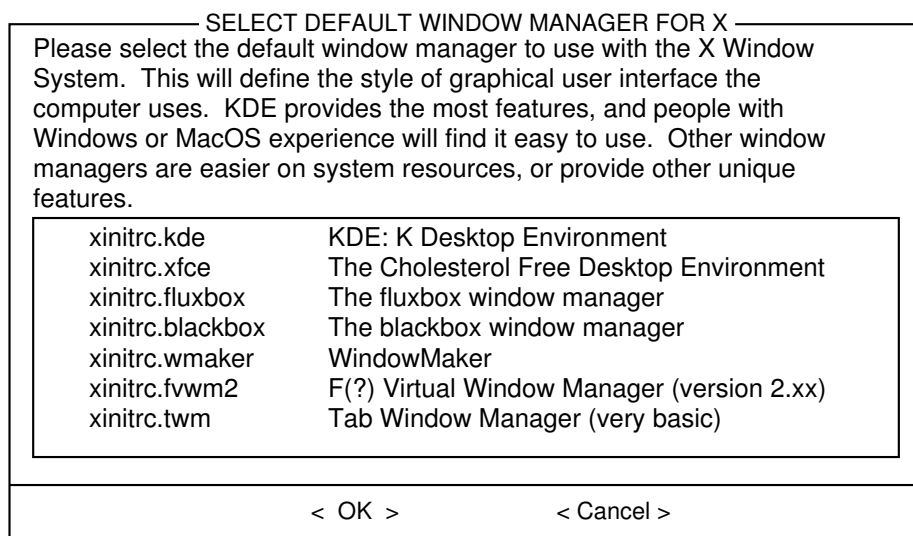 SELECT DEFAULT WINDOW MANAGER FOR X
Please select the default window manager to use with the X Window
System.  This will define the style of graphical user interface the
computer uses.  KDE provides the most features, and people with
Windows or MacOS experience will find it easy to use.  Other window
managers are easier on system resources, or provide other unique
features.
xinitrc.kde KDE: K Desktop Environment
xinitrc.xfce The Cholesterol Free Desktop Environment
xinitrc.fluxbox The fluxbox window manager
xinitrc.blackbox The blackbox window manager
xinitrc.wmaker WindowMaker
xinitrc.fvwm2 F(?) Virtual Window Manager (version 2.xx)
xinitrc.twm Tab Window Manager (very basic)
<  OK  > < Cancel >